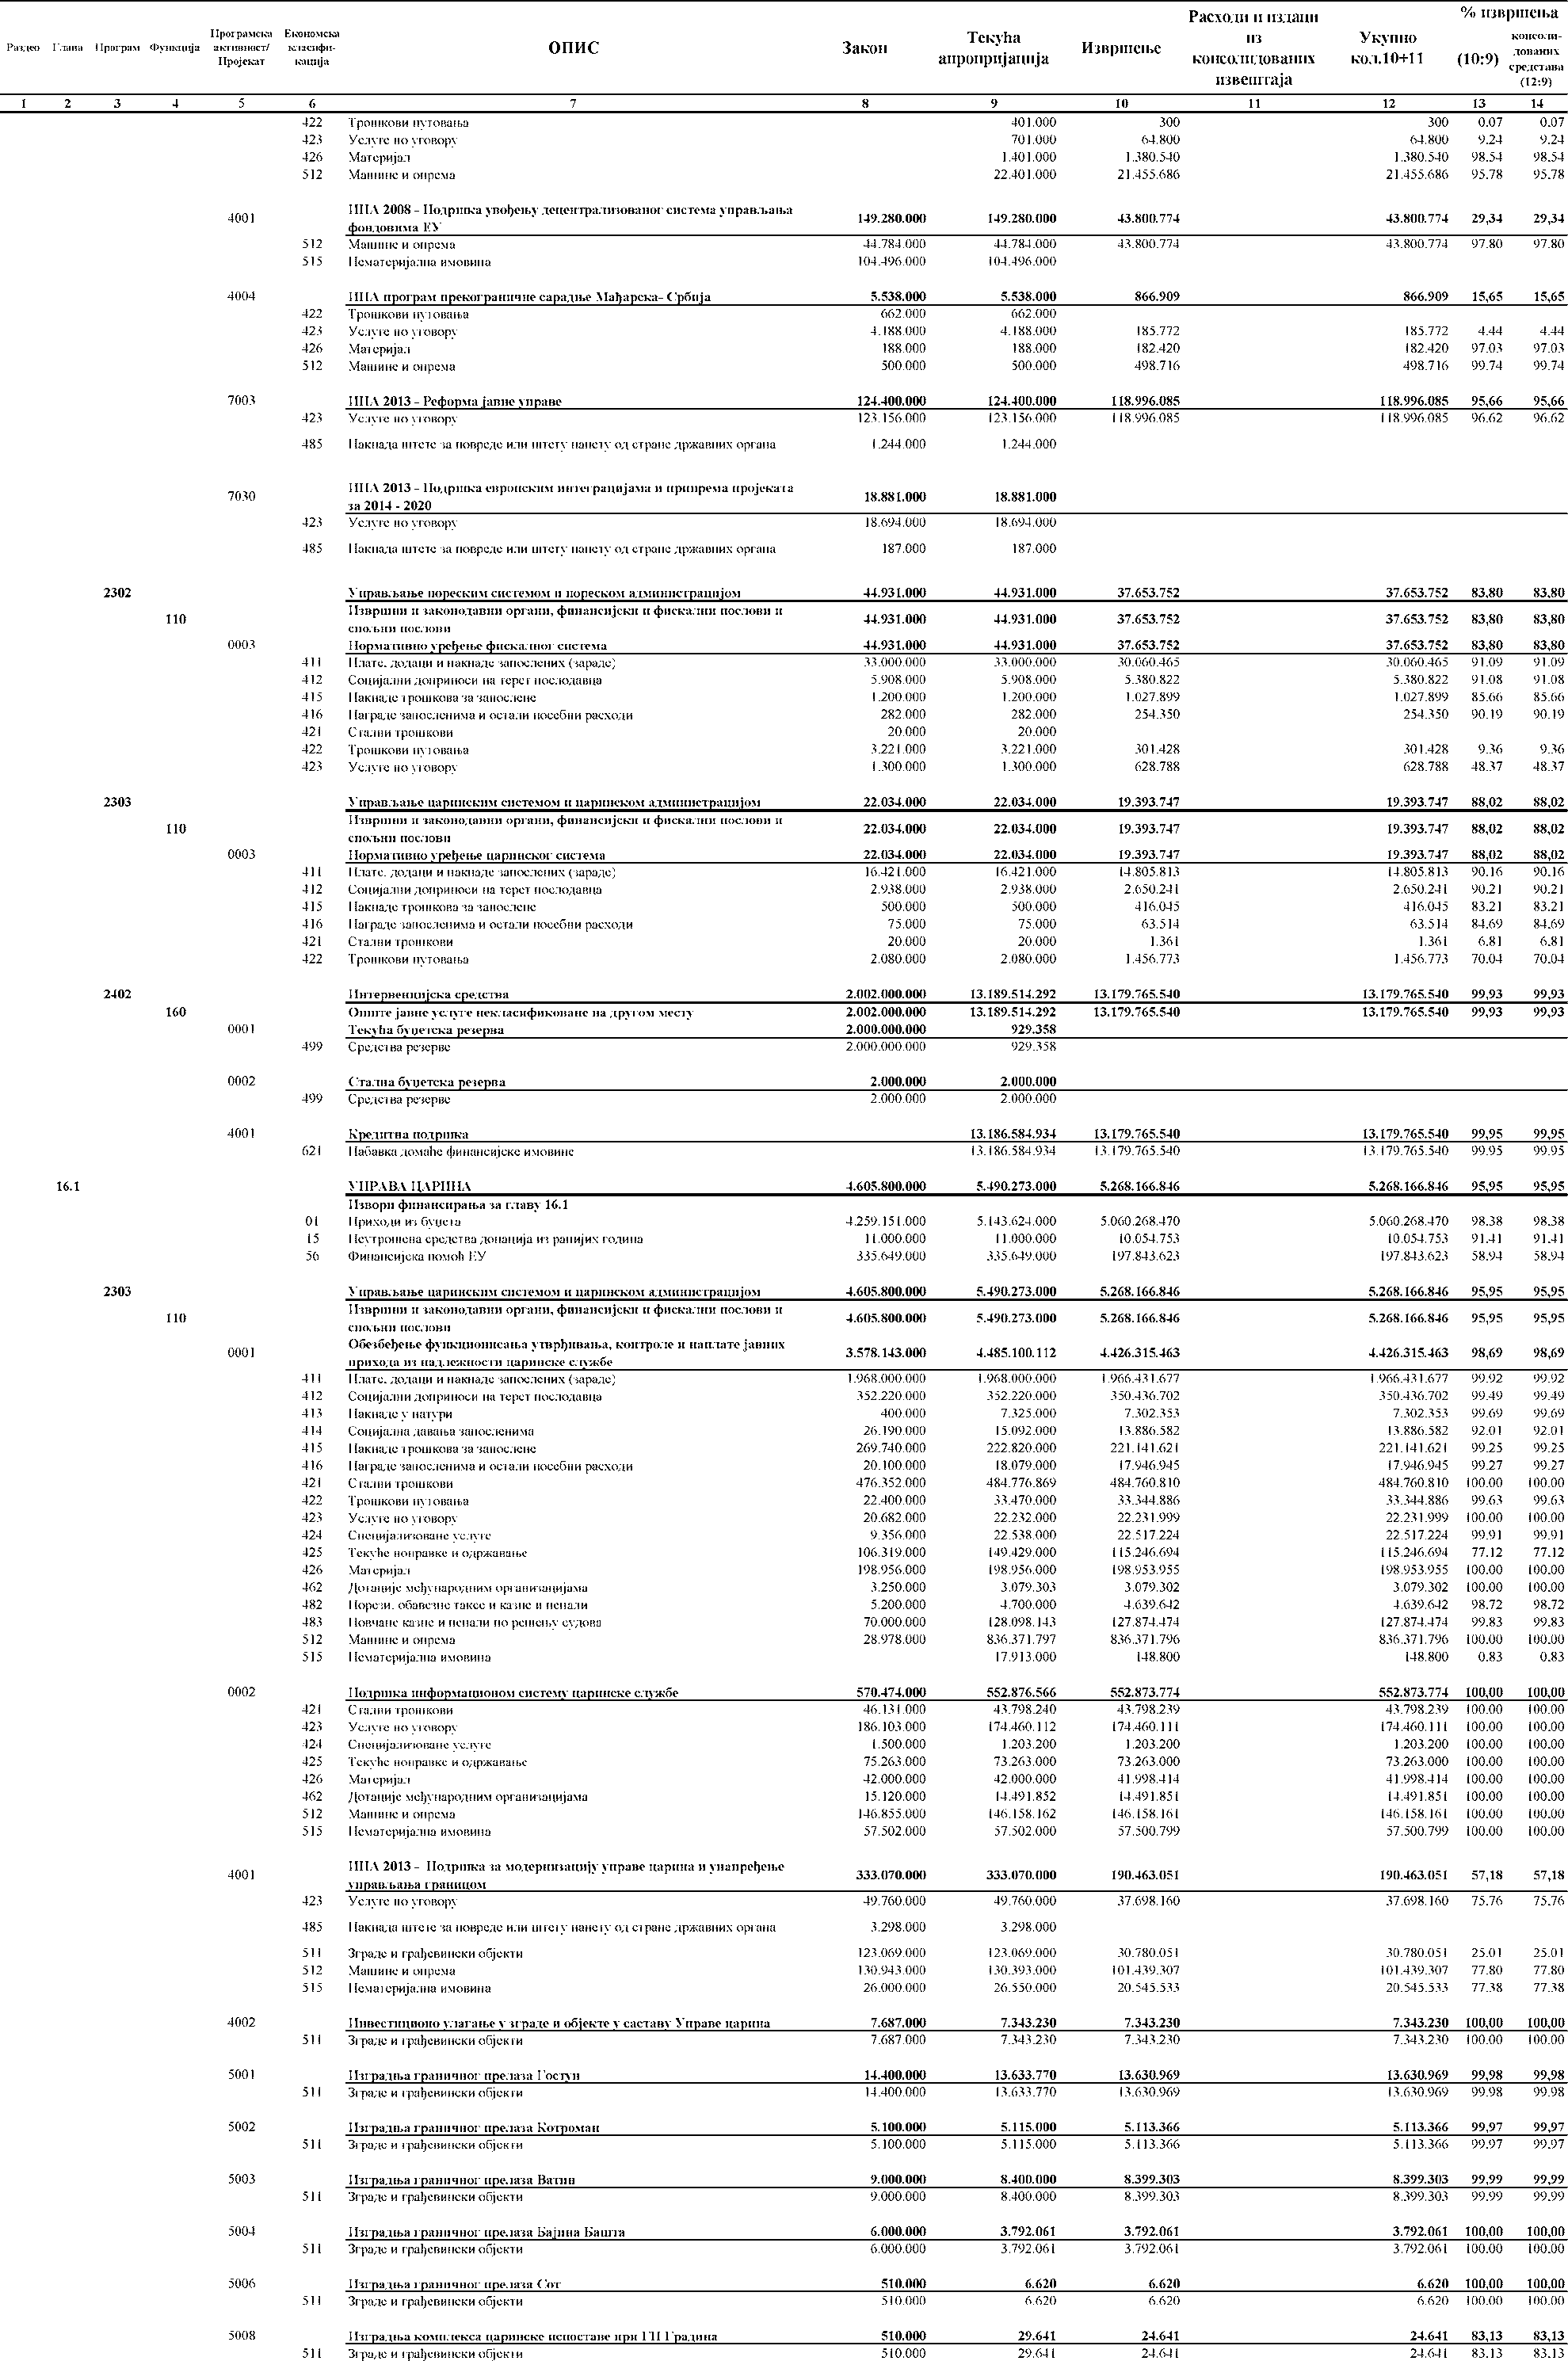 Раздео Глава Програм Функција Програмска активност/ Пројекат Економска класифи- кација ОПИС Закон Текућа апропријација Извршење Расходи и издаци из консолидованих извештаја Укупно кол.10+11 % извршења (10:9) консоли- дованих средстава (12:9)
1 2 3 4 5 6 7 8 9 10 11 12 13 14
422 Трошкови путовања 401.000 300 300 0.07 0.07
423 Услуге по уговору 701.000 64.800 64.800 9.24 9.24
426 Материјал 1.401.000 1.380.540 1.380.540 98.54 98.54
512 Машине и опрема 22.401.000 21.455.686 21.455.686 95.78 95.78
4001 ИПА 2008 - Подршка увођењу децентрализованог система управљања фондовима ЕУ 149.280.000 149.280.000 43.800.774 43.800.774 29,34 29,34
512 Машине и опрема 44.784.000 44.784.000 43.800.774 43.800.774 97.80 97.80
515 Нематеријална имовина 104.496.000 104.496.000
4004 ИПА програм прекограничне сарадње Мађарска- Србија 5.538.000 5.538.000 866.909 866.909 15,65 15,65
422 Трошкови путовања 662.000 662.000
423 Услуге по уговору 4.188.000 4.188.000 185.772 185.772 4.44 4.44
426 Материјал 188.000 188.000 182.420 182.420 97.03 97.03
512 Машине и опрема 500.000 500.000 498.716 498.716 99.74 99.74
7003 ИПА 2013 - Реформа јавне управе 124.400.000 124.400.000 118.996.085 118.996.085 95,66 95,66
423 Услуге по уговору 123.156.000 123.156.000 118.996.085 118.996.085 96.62 96.62
485 Накнада штете за повреде или штету нанету од стране државних органа 1.244.000 1.244.000
7030 ИПА 2013 - Подршка европским интеграцијама и припрема пројеката за 2014 - 2020 18.881.000 18.881.000
423 Услуге по уговору 18.694.000 18.694.000
485 Накнада штете за повреде или штету нанету од стране државних органа 187.000 187.000
2302 Управљање пореским системом и пореском администрацијом 44.931.000 44.931.000 37.653.752 37.653.752 83,80 83,80
110 Извршни и законодавни органи, финансијски и фискални послови и спољни послови 44.931.000 44.931.000 37.653.752 37.653.752 83,80 83,80
0003 Нормативно уређење фискалног система 44.931.000 44.931.000 37.653.752 37.653.752 83,80 83,80
411 Плате, додаци и накнаде запослених (зараде) 33.000.000 33.000.000 30.060.465 30.060.465 91.09 91.09
412 Социјални доприноси на терет послодавца 5.908.000 5.908.000 5.380.822 5.380.822 91.08 91.08
415 Накнаде трошкова за запослене 1.200.000 1.200.000 1.027.899 1.027.899 85.66 85.66
416 Награде запосленима и остали посебни расходи 282.000 282.000 254.350 254.350 90.19 90.19
421 Стални трошкови 20.000 20.000
422 Трошкови путовања 3.221.000 3.221.000 301.428 301.428 9.36 9.36
423 Услуге по уговору 1.300.000 1.300.000 628.788 628.788 48.37 48.37
2303 Управљање царинским системом и царинском администрацијом 22.034.000 22.034.000 19.393.747 19.393.747 88,02 88,02
110 Извршни и законодавни органи, финансијски и фискални послови и спољни послови 22.034.000 22.034.000 19.393.747 19.393.747 88,02 88,02
0003 Нормативно уређење царинског система 22.034.000 22.034.000 19.393.747 19.393.747 88,02 88,02
411 Плате, додаци и накнаде запослених (зараде) 16.421.000 16.421.000 14.805.813 14.805.813 90.16 90.16
412 Социјални доприноси на терет послодавца 2.938.000 2.938.000 2.650.241 2.650.241 90.21 90.21
415 Накнаде трошкова за запослене 500.000 500.000 416.045 416.045 83.21 83.21
416 Награде запосленима и остали посебни расходи 75.000 75.000 63.514 63.514 84.69 84.69
421 Стални трошкови 20.000 20.000 1.361 1.361 6.81 6.81
422 Трошкови путовања 2.080.000 2.080.000 1.456.773 1.456.773 70.04 70.04
2402 Интервенцијска средства 2.002.000.000 13.189.514.292 13.179.765.540 13.179.765.540 99,93 99,93
160 Опште јавне услуге некласификоване на другом месту 2.002.000.000 13.189.514.292 13.179.765.540 13.179.765.540 99,93 99,93
0001 Текућа буџетска резерва 2.000.000.000 929.358
499 Средства резерве 2.000.000.000 929.358
0002 Стална буџетска резерва 2.000.000 2.000.000
499 Средства резерве 2.000.000 2.000.000
4001 Кредитна подршка 13.186.584.934 13.179.765.540 13.179.765.540 99,95 99,95
621 Набавка домаће финансијске имовине 13.186.584.934 13.179.765.540 13.179.765.540 99.95 99.95
16.1 УПРАВА ЦАРИНА 4.605.800.000 5.490.273.000 5.268.166.846 5.268.166.846 95,95 95,95
Извори финансирања за главу 16.1
01 Приходи из буџета 4.259.151.000 5.143.624.000 5.060.268.470 5.060.268.470 98.38 98.38
15 Неутрошена средства донација из ранијих година 11.000.000 11.000.000 10.054.753 10.054.753 91.41 91.41
56 Финансијска помоћ ЕУ 335.649.000 335.649.000 197.843.623 197.843.623 58.94 58.94
2303 Управљање царинским системом и царинском администрацијом 4.605.800.000 5.490.273.000 5.268.166.846 5.268.166.846 95,95 95,95
110 Извршни и законодавни органи, финансијски и фискални послови и спољни послови 4.605.800.000 5.490.273.000 5.268.166.846 5.268.166.846 95,95 95,95
0001 Обезбеђење функционисања утврђивања, контроле и наплате јавних прихода из надлежности царинске службе 3.578.143.000 4.485.100.112 4.426.315.463 4.426.315.463 98,69 98,69
411 Плате, додаци и накнаде запослених (зараде) 1.968.000.000 1.968.000.000 1.966.431.677 1.966.431.677 99.92 99.92
412 Социјални доприноси на терет послодавца 352.220.000 352.220.000 350.436.702 350.436.702 99.49 99.49
413 Накнаде у натури 400.000 7.325.000 7.302.353 7.302.353 99.69 99.69
414 Социјална давања запосленима 26.190.000 15.092.000 13.886.582 13.886.582 92.01 92.01
415 Накнаде трошкова за запослене 269.740.000 222.820.000 221.141.621 221.141.621 99.25 99.25
416 Награде запосленима и остали посебни расходи 20.100.000 18.079.000 17.946.945 17.946.945 99.27 99.27
421 Стални трошкови 476.352.000 484.776.869 484.760.810 484.760.810 100.00 100.00
422 Трошкови путовања 22.400.000 33.470.000 33.344.886 33.344.886 99.63 99.63
423 Услуге по уговору 20.682.000 22.232.000 22.231.999 22.231.999 100.00 100.00
424 Специјализоване услуге 9.356.000 22.538.000 22.517.224 22.517.224 99.91 99.91
425 Текуће поправке и одржавање 106.319.000 149.429.000 115.246.694 115.246.694 77.12 77.12
426 Материјал 198.956.000 198.956.000 198.953.955 198.953.955 100.00 100.00
462 Дотације међународним организацијама 3.250.000 3.079.303 3.079.302 3.079.302 100.00 100.00
482 Порези, обавезне таксе и казне и пенали 5.200.000 4.700.000 4.639.642 4.639.642 98.72 98.72
483 Новчане казне и пенали по решењу судова 70.000.000 128.098.143 127.874.474 127.874.474 99.83 99.83
512 Машине и опрема 28.978.000 836.371.797 836.371.796 836.371.796 100.00 100.00
515 Нематеријална имовина 17.913.000 148.800 148.800 0.83 0.83
0002 Подршка информационом систему царинске службе 570.474.000 552.876.566 552.873.774 552.873.774 100,00 100,00
421 Стални трошкови 46.131.000 43.798.240 43.798.239 43.798.239 100.00 100.00
423 Услуге по уговору 186.103.000 174.460.112 174.460.111 174.460.111 100.00 100.00
424 Специјализоване услуге 1.500.000 1.203.200 1.203.200 1.203.200 100.00 100.00
425 Текуће поправке и одржавање 75.263.000 73.263.000 73.263.000 73.263.000 100.00 100.00
426 Материјал 42.000.000 42.000.000 41.998.414 41.998.414 100.00 100.00
462 Дотације међународним организацијама 15.120.000 14.491.852 14.491.851 14.491.851 100.00 100.00
512 Машине и опрема 146.855.000 146.158.162 146.158.161 146.158.161 100.00 100.00
515 Нематеријална имовина 57.502.000 57.502.000 57.500.799 57.500.799 100.00 100.00
4001 ИПА 2013 - Подршка за модернизацију управе царина и унапређење управљања границом 333.070.000 333.070.000 190.463.051 190.463.051 57,18 57,18
423 Услуге по уговору 49.760.000 49.760.000 37.698.160 37.698.160 75.76 75.76
485 Накнада штете за повреде или штету нанету од стране државних органа 3.298.000 3.298.000
511 Зграде и грађевински објекти 123.069.000 123.069.000 30.780.051 30.780.051 25.01 25.01
512 Машине и опрема 130.943.000 130.393.000 101.439.307 101.439.307 77.80 77.80
515 Нематеријална имовина 26.000.000 26.550.000 20.545.533 20.545.533 77.38 77.38
4002 Инвестиционо улагање у зграде и објекте у саставу Управе царина 7.687.000 7.343.230 7.343.230 7.343.230 100,00 100,00
511 Зграде и грађевински објекти 7.687.000 7.343.230 7.343.230 7.343.230 100.00 100.00
5001 Изградња граничног прелаза Гостун 14.400.000 13.633.770 13.630.969 13.630.969 99,98 99,98
511 Зграде и грађевински објекти 14.400.000 13.633.770 13.630.969 13.630.969 99.98 99.98
5002 Изградња граничног прелаза Котроман 5.100.000 5.115.000 5.113.366 5.113.366 99,97 99,97
511 Зграде и грађевински објекти 5.100.000 5.115.000 5.113.366 5.113.366 99.97 99.97
5003 Изградња граничног прелаза Ватин 9.000.000 8.400.000 8.399.303 8.399.303 99,99 99,99
511 Зграде и грађевински објекти 9.000.000 8.400.000 8.399.303 8.399.303 99.99 99.99
5004 Изградња граничног прелаза Бајина Башта 6.000.000 3.792.061 3.792.061 3.792.061 100,00 100,00
511 Зграде и грађевински објекти 6.000.000 3.792.061 3.792.061 3.792.061 100.00 100.00
5006 Изградња граничног прелаза Сот 510.000 6.620 6.620 6.620 100,00 100,00
511 Зграде и грађевински објекти 510.000 6.620 6.620 6.620 100.00 100.00
5008 Изградња комплекса царинске испоставе при ГП Градина 510.000 29.641 24.641 24.641 83,13 83,13
511 Зграде и грађевински објекти 510.000 29.641 24.641 24.641 83.13 83.13